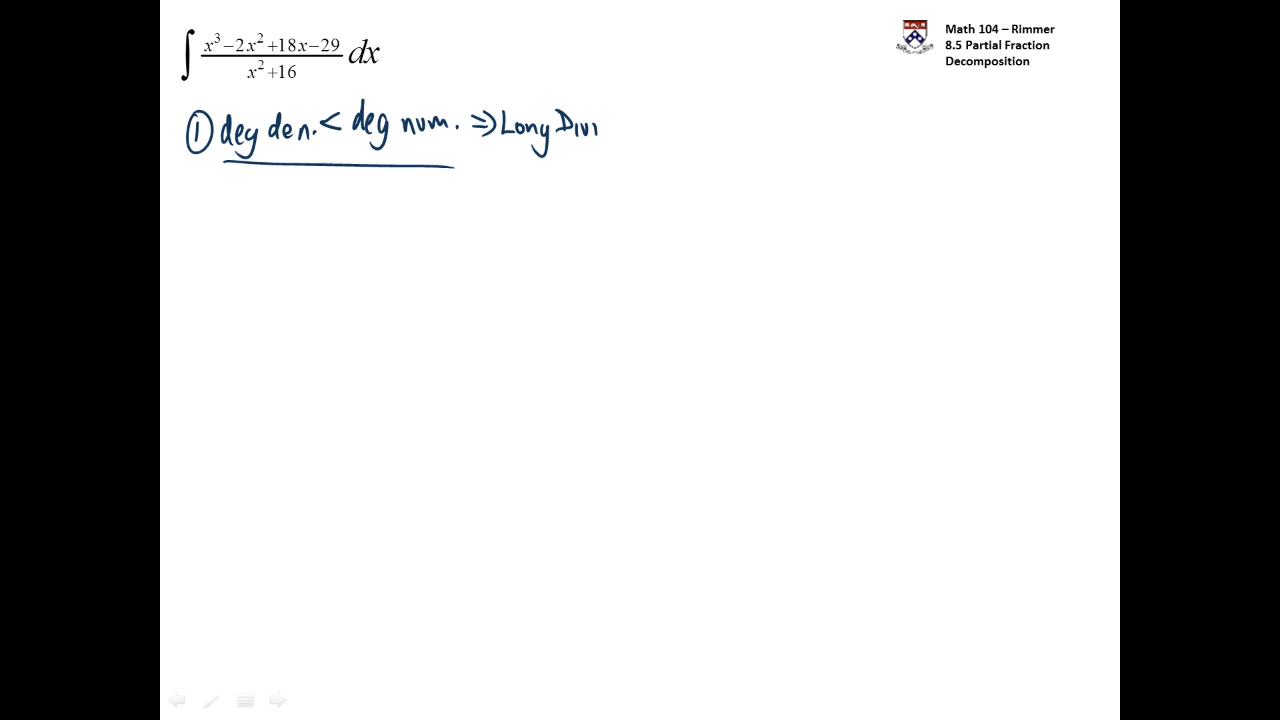 ∫ (x³−2x²+18x−29)/(x²+16) dx
Math 104 – Rimmer
8.5 Partial Fraction
Decomposition
① deg den. < deg num. ⇒ Long Divi